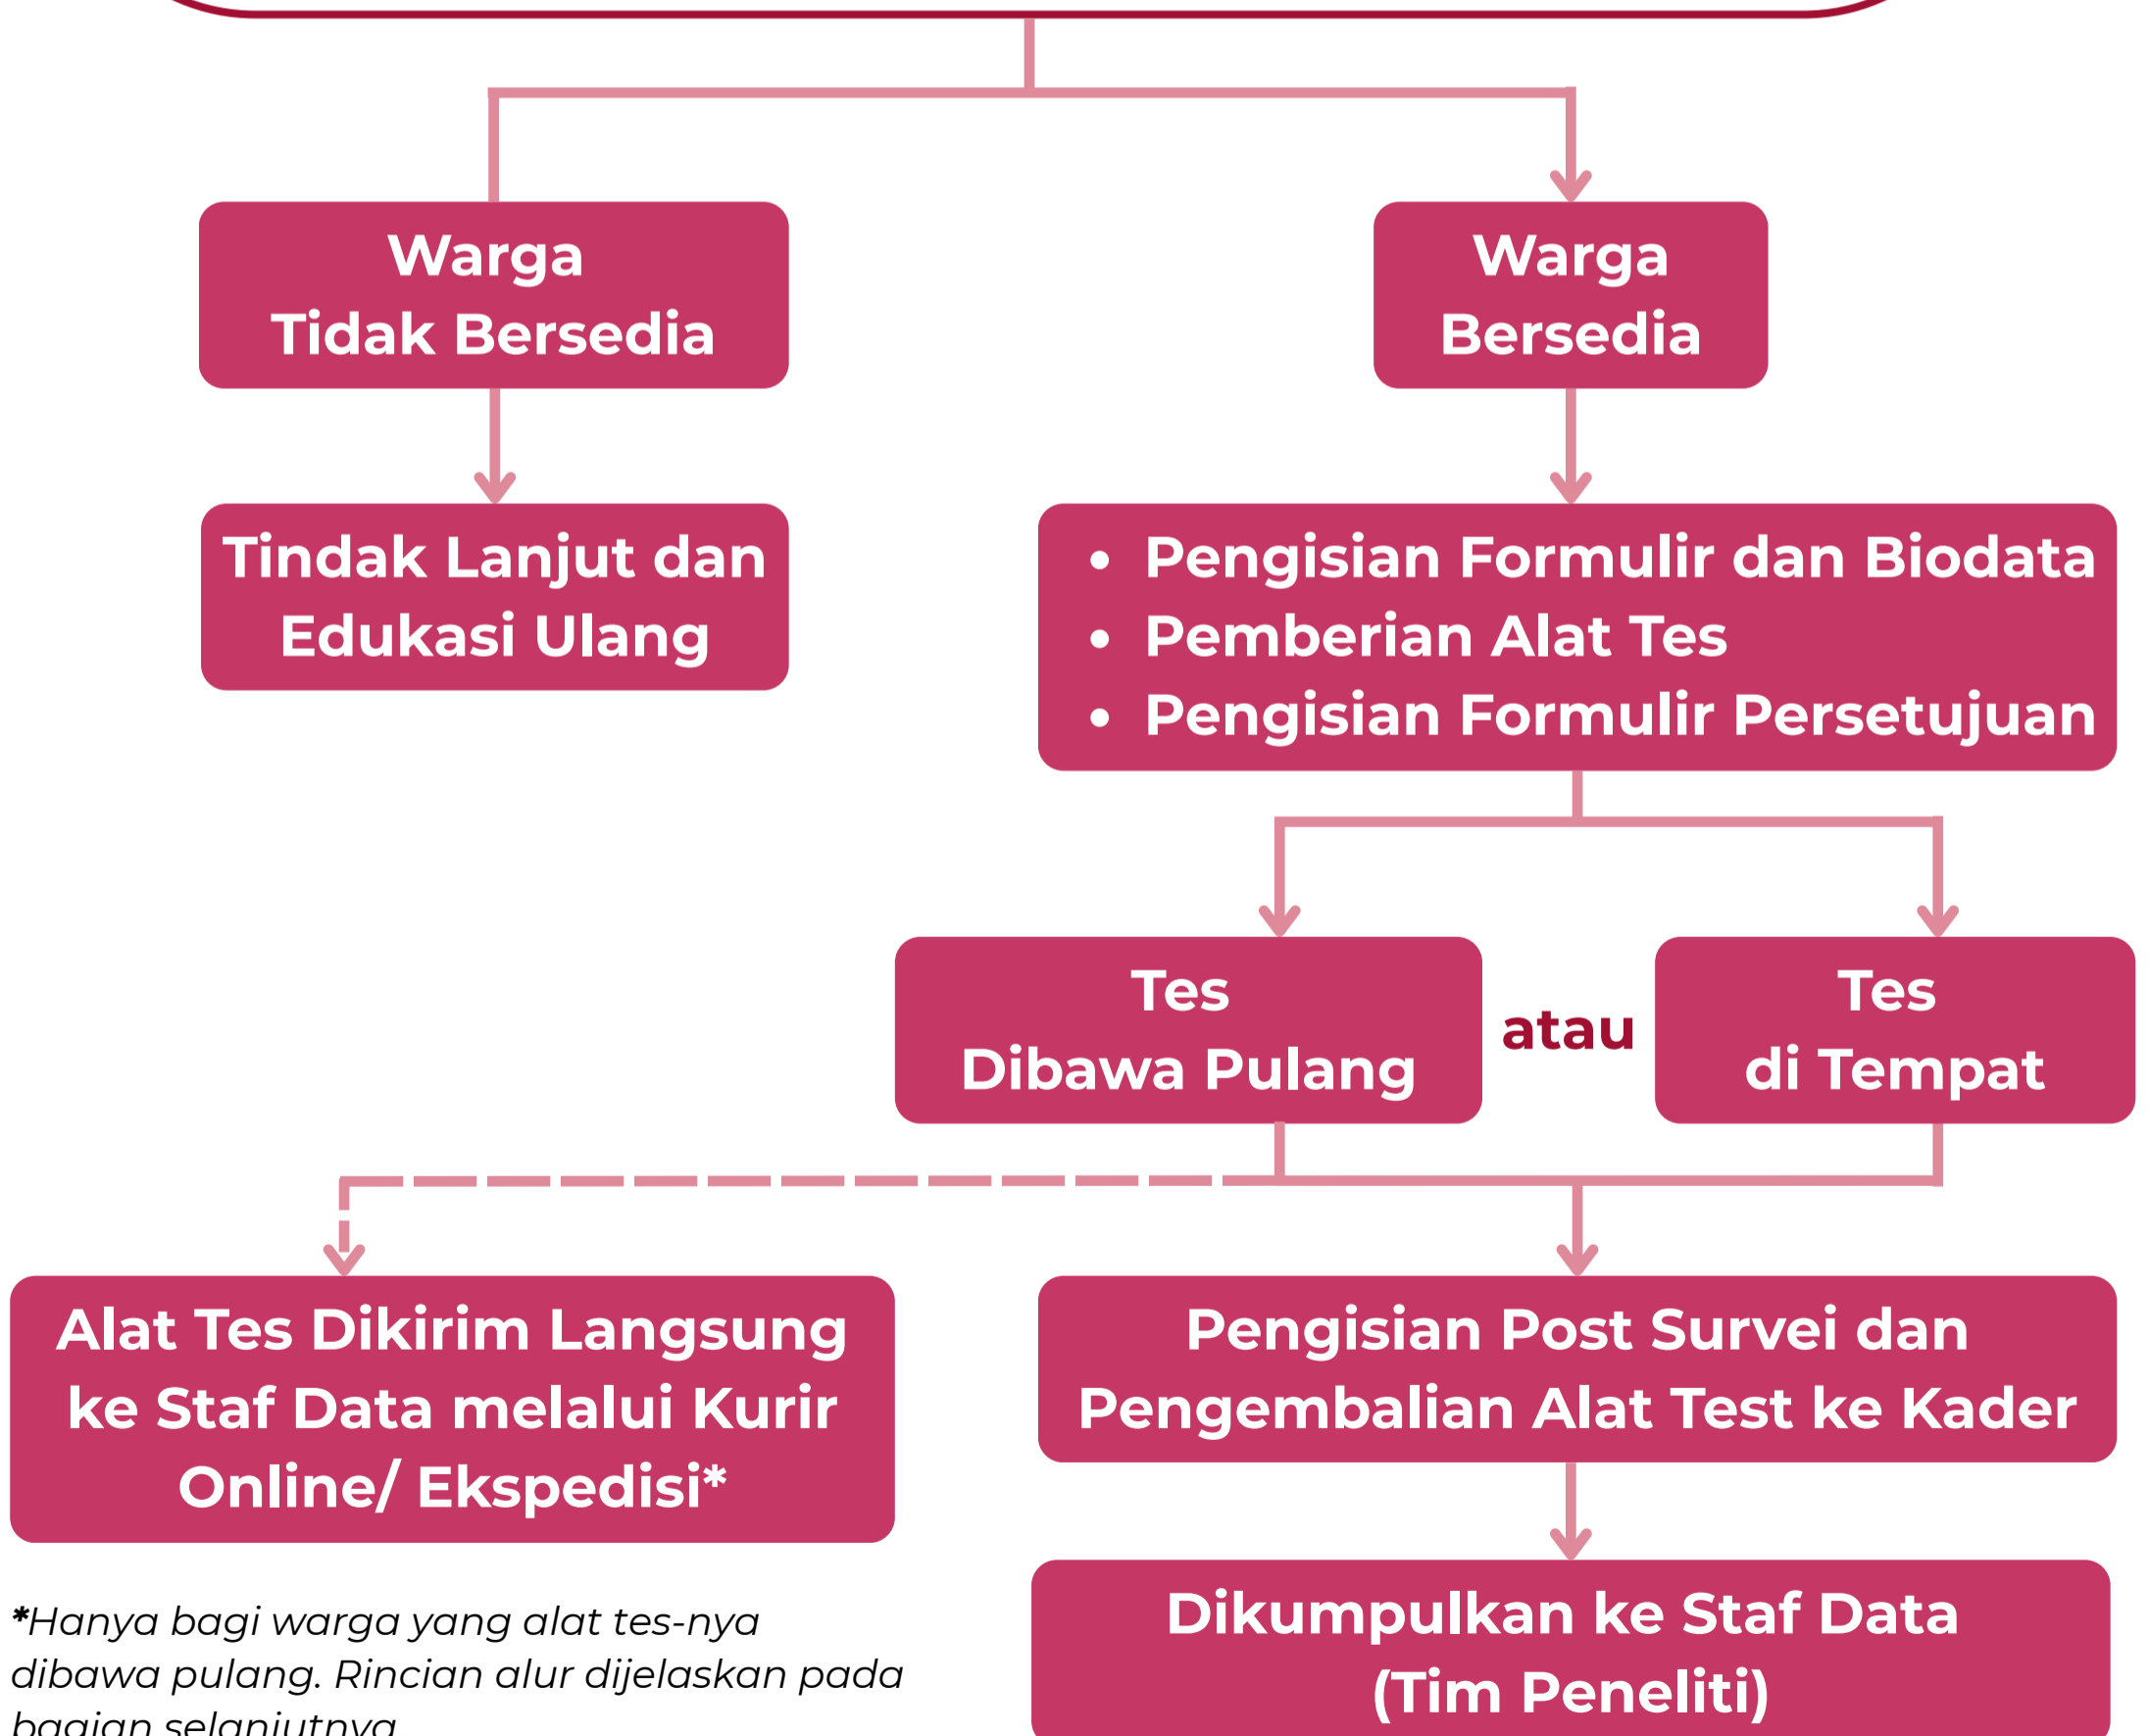 Warga
Tidak Bersedia
Warga
Bersedia
Tindak Lanjut dan
Edukasi Ulang
• Pengisian Formulir dan Biodata
• Pemberian Alat Tes
• Pengisian Formulir Persetujuan
Tes
Dibawa Pulang
atau
Tes
di Tempat
Alat Tes Dikirim Langsung
ke Staf Data melalui Kurir
Online/ Ekspedisi*
Pengisian Post Survei dan
Pengembalian Alat Test ke Kader
*Hanya bagi warga yang alat tes-nya
dibawa pulang. Rincian alur dijelaskan pada
bagian selanjutnya
Dikumpulkan ke Staf Data
(Tim Peneliti)